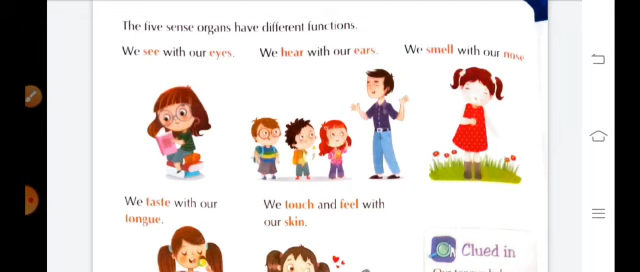 The five sense organs have different functions.
We see with our eyes.
We hear with our ears.
We smell with our nose
We taste with our
tongue.
We touch and feel with
our skin.
Clued in